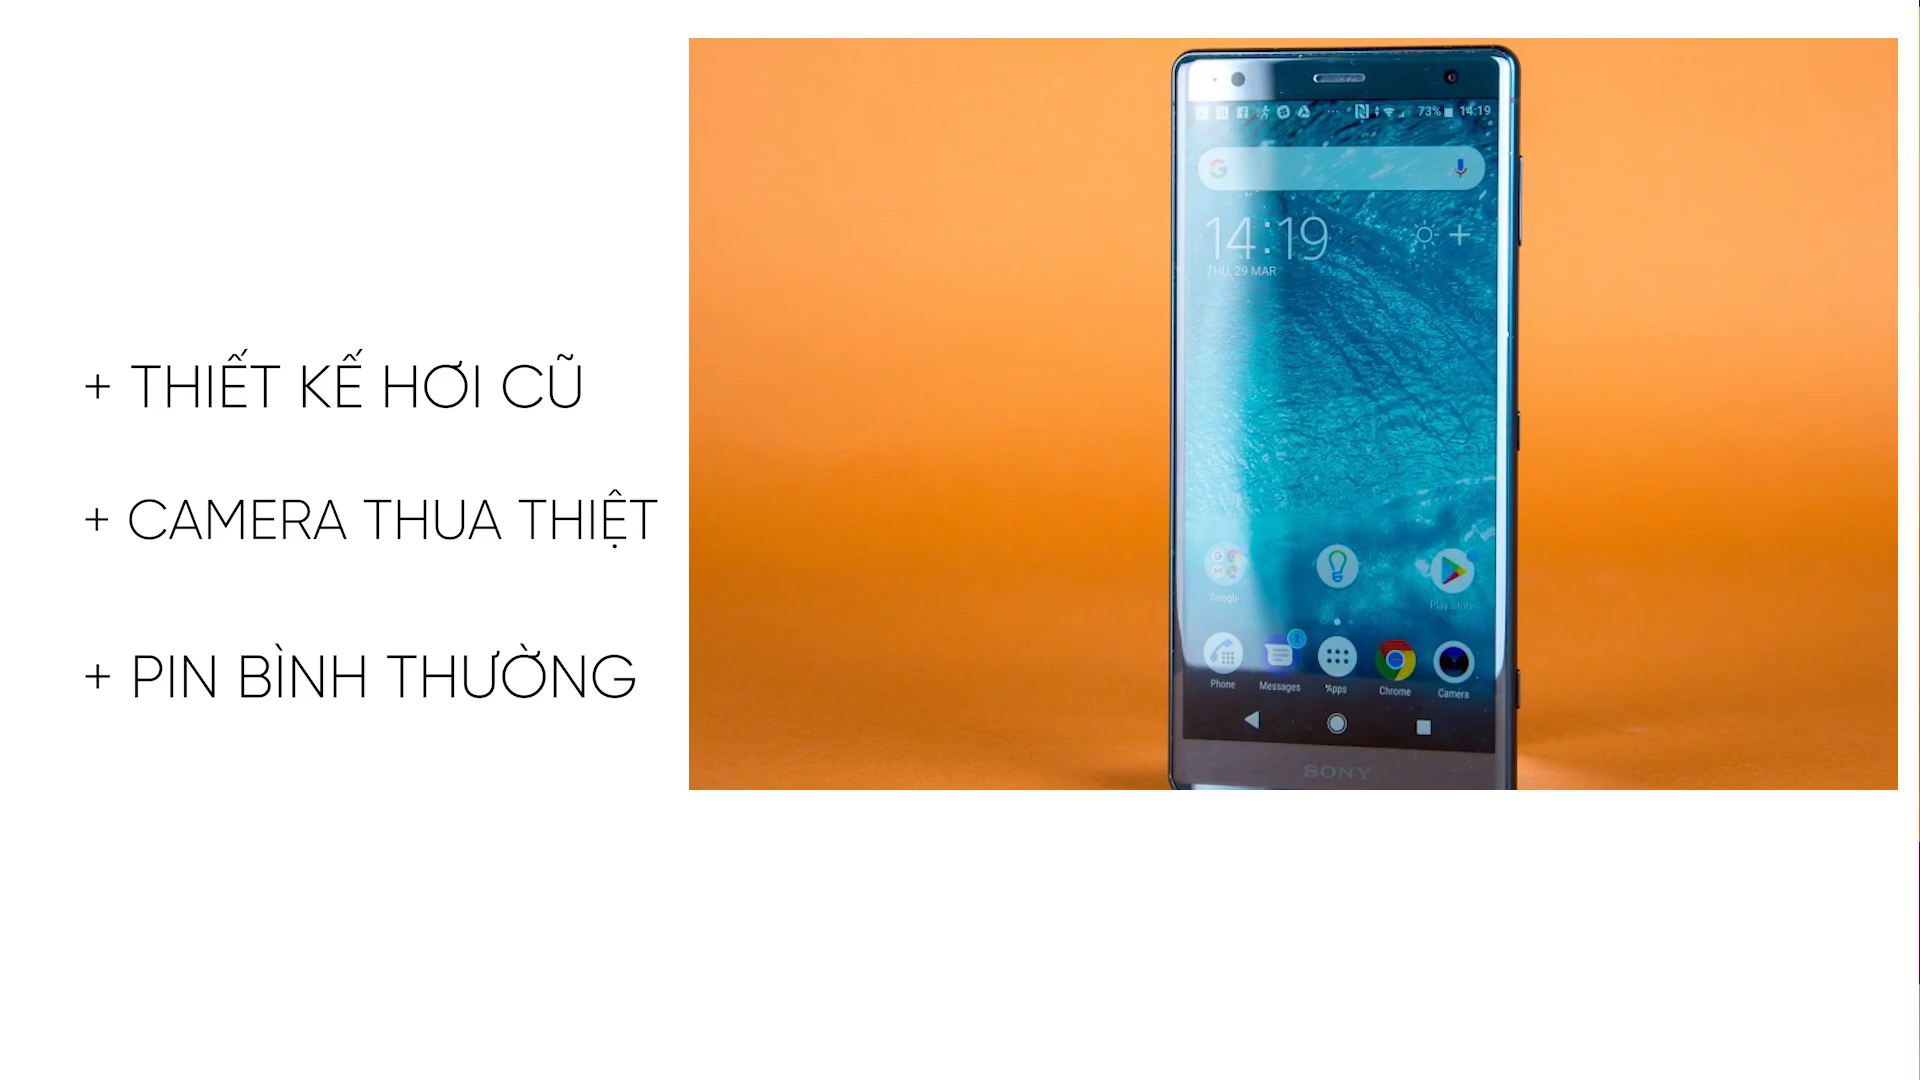 + THIẾT KẾ HƠI CŨ
+ CAMERA THUA THIỆT
+ PIN BÌNH THƯỜNG
73% 14:19
14:19
THU, 29 MAR
Google
Play Store
Phone Messages Apps Chrome Camera
SONY